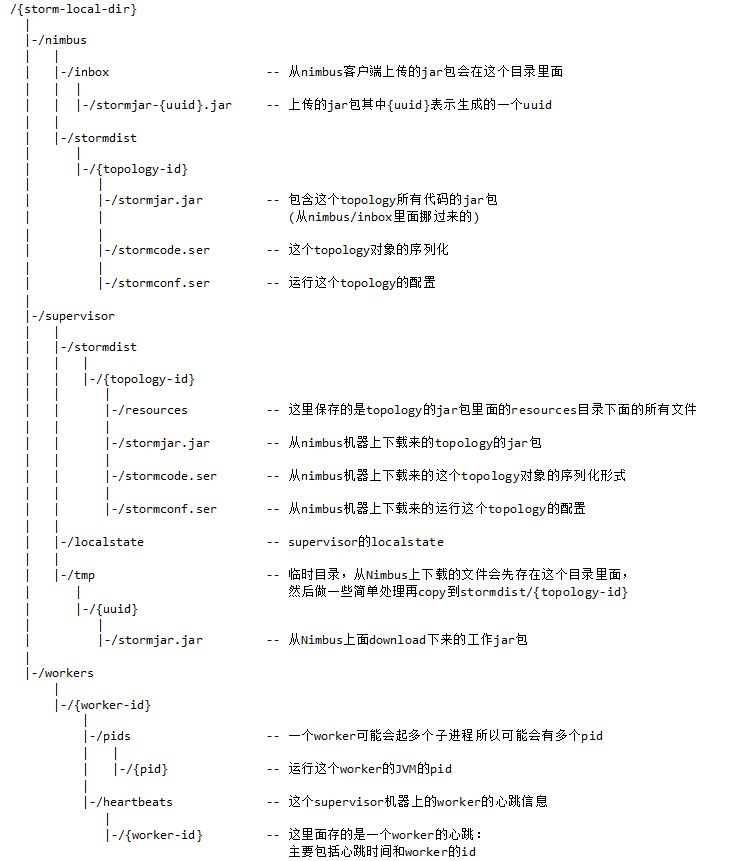 /{storm-local-dir}
|
|-/nimbus
| |
| |-/inbox -- 从nimbus客户端上传的jar包会在这个目录里面
| | |
| | |-/stormjar-{uuid}.jar -- 上传的jar包其中{uuid}表示生成的一个uuid
| |
| |-/stormdist
| |
| |-/{topology-id}
| |
| |-/stormjar.jar -- 包含这个topology所有代码的jar包
| | (从nimbus/inbox里面挪过来的)
| |
| |-/stormcode.ser -- 这个topology对象的序列化
| |
| |-/stormconf.ser -- 运行这个topology的配置
|
|-/supervisor
| |
| |-/stormdist
| | |
| | |-/{topology-id}
| | |
| | |-/resources -- 这里保存的是topology的jar包里面的resources目录下面的所有文件
| | |
| | |-/stormjar.jar -- 从nimbus机器上下载来的topology的jar包
| | |
| | |-/stormcode.ser -- 从nimbus机器上下载来的这个topology对象的序列化形式
| | |
| | |-/stormconf.ser -- 从nimbus机器上下载来的运行这个topology的配置
| |
| |-/localstate -- supervisor的localstate
| |
| |-/tmp -- 临时目录，从Nimbus上下载的文件会先存在这个目录里面，
| | 然后做一些简单处理再copy到stormdist/{topology-id}
| |-/{uuid}
| |
| |-/stormjar.jar -- 从Nimbus上面download下来的工作jar包
|
|-/workers
|
|-/{worker-id}
|
|-/pids -- 一个worker可能会起多个子进程所以可能会有多个pid
| |
| |-/{pid} -- 运行这个worker的JVM的pid
|
|-/heartbeats -- 这个supervisor机器上的worker的心跳信息
|
|-/{worker-id} -- 这里面存的是一个worker的心跳：
主要包括心跳时间和worker的id